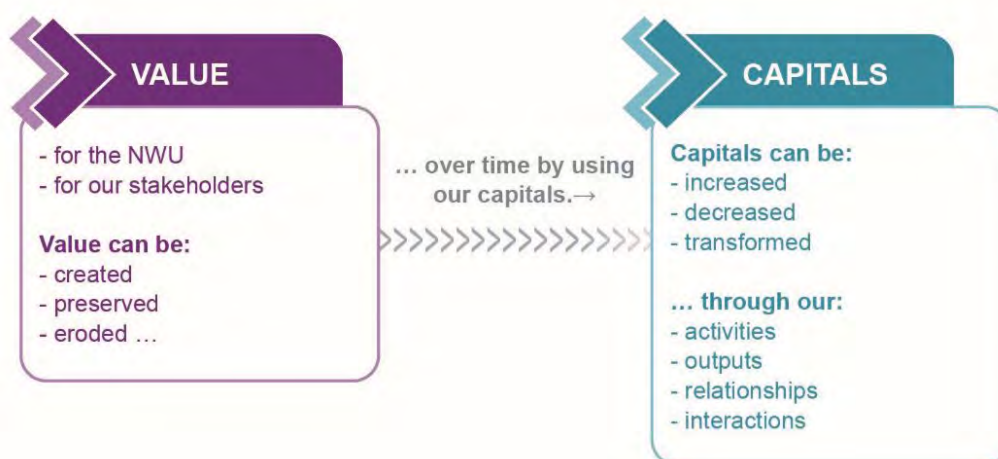 VALUE
- for the NWU
- for our stakeholders
Value can be:
- created
- preserved
- eroded …
… over time by using
our capitals.→
CAPITALS
Capitals can be:
- increased
- decreased
- transformed
… through our:
- activities
- outputs
- relationships
- interactions